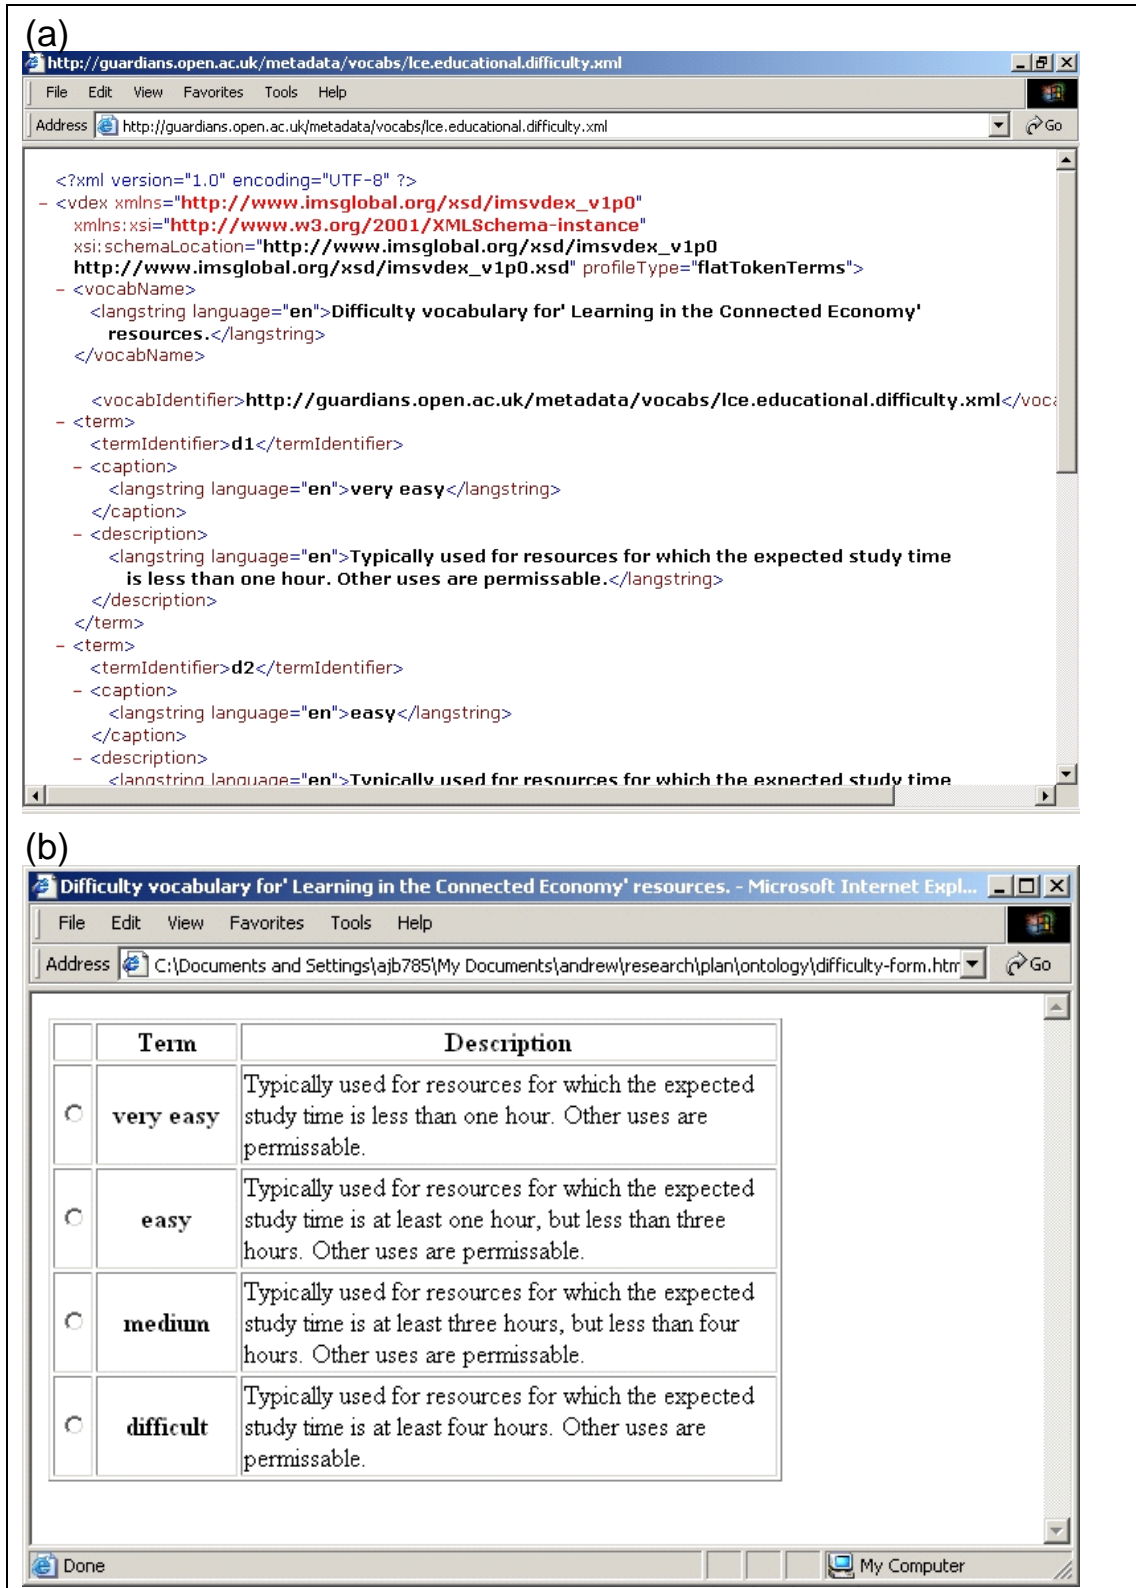 (a)
http://guardians.open.ac.uk/metadata/vocabs/lce.educational.difficulty.xml
File Edit View Favorites Tools Help
Address http://guardians.open.ac.uk/metadata/vocabs/lce.educational.difficulty.xml Go
<?xml version="1.0" encoding="UTF-8" ?>
- <vdex xmlns="http://www.imsglobal.org/xsd/imsvdex_v1p0"
xmlns:xsi="http://www.w3.org/2001/XMLSchema-instance"
xsi:schemaLocation="http://www.imsglobal.org/xsd/imsvdex_v1p0
http://www.imsglobal.org/xsd/imsvdex_v1p0.xsd" profileType="flatTokenTerms">
- <vocabName>
<langstring language="en">Difficulty vocabulary for' Learning in the Connected Economy'
resources.</langstring>
</vocabName>
<vocabIdentifier>http://guardians.open.ac.uk/metadata/vocabs/lce.educational.difficulty.xml</voca
- <term>
<termIdentifier>d1</termIdentifier>
- <caption>
<langstring language="en">very easy</langstring>
</caption>
- <description>
<langstring language="en">Typically used for resources for which the expected study time
is less than one hour. Other uses are permissable.</langstring>
</description>
</term>
- <term>
<termIdentifier>d2</termIdentifier>
- <caption>
<langstring language="en">easy</langstring>
</caption>
- <description>
<langstring language="en">Typically used for resources for which the expected study time
(b)
Difficulty vocabulary for' Learning in the Connected Economy' resources. - Microsoft Internet Expl...
File Edit View Favorites Tools Help
Address C:\Documents and Settings\ajb785\My Documents\andrew\research\plan\ontology\difficulty-form.htm Go
Term Description
very easy
Typically used for resources for which the expected
study time is less than one hour. Other uses are
permissable.
easy
Typically used for resources for which the expected
study time is at least one hour, but less than three
hours. Other uses are permissable.
medium
Typically used for resources for which the expected
study time is at least three hours, but less than four
hours. Other uses are permissable.
difficult
Typically used for resources for which the expected
study time is at least four hours. Other uses are
permissable.
Done My Computer